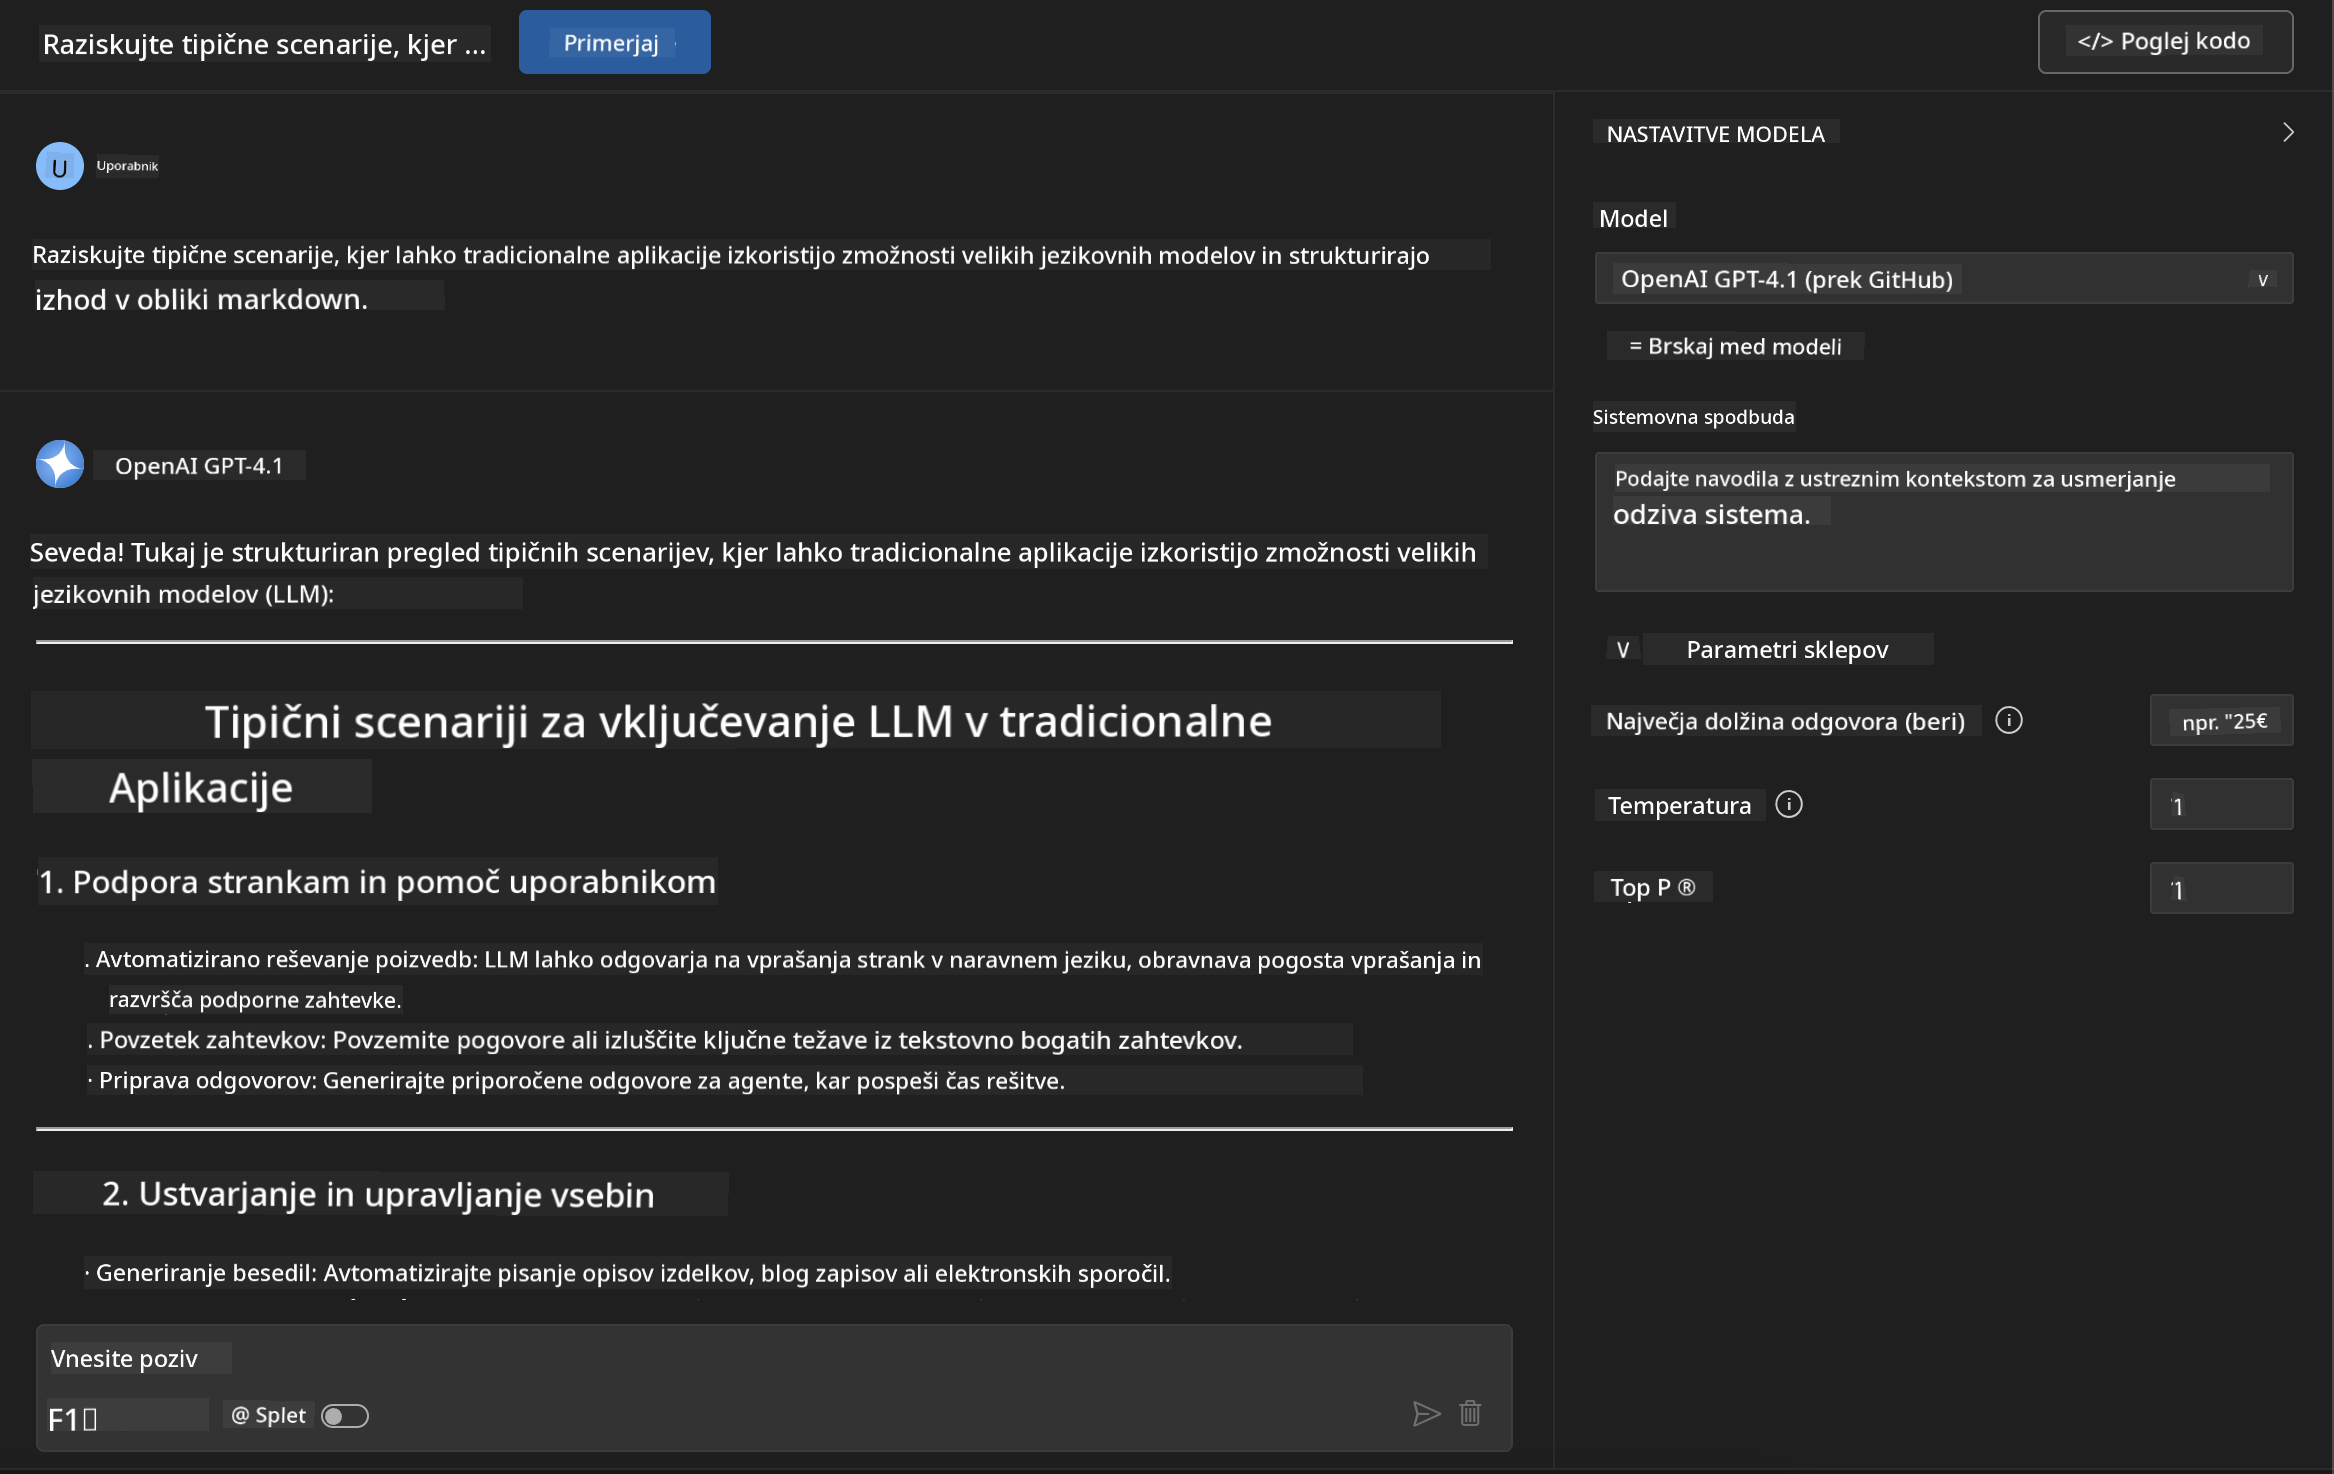 Raziskujte tipične scenarije, kjer ...
Primerjaj
</> Poglej kodo
U
Uporabnik
Raziskujte tipične scenarije, kjer lahko tradicionalne aplikacije izkoristijo zmožnosti velikih jezikovnih modelov in strukturirajo
izhod v obliki markdown.
OpenAI GPT-4.1
Seveda! Tukaj je strukturiran pregled tipičnih scenarijev, kjer lahko tradicionalne aplikacije izkoristijo zmožnosti velikih
jezikovnih modelov (LLM):
Tipični scenariji za vključevanje LLM v tradicionalne
Aplikacije
1. Podpora strankam in pomoč uporabnikom
. Avtomatizirano reševanje poizvedb: LLM lahko odgovarja na vprašanja strank v naravnem jeziku, obravnava pogosta vprašanja in
razvršča podporne zahtevke.
. Povzetek zahtevkov: Povzemite pogovore ali izluščite ključne težave iz tekstovno bogatih zahtevkov.
· Priprava odgovorov: Generirajte priporočene odgovore za agente, kar pospeši čas rešitve.
2. Ustvarjanje in upravljanje vsebin
· Generiranje besedil: Avtomatizirajte pisanje opisov izdelkov, blog zapisov ali elektronskih sporočil.
Vnesite poziv
F1
@ Splet
NASTAVITVE MODELA
Model
OpenAI GPT-4.1 (prek GitHub)
v
= Brskaj med modeli
Sistemovna spodbuda
Podajte navodila z ustreznim kontekstom za usmerjanje
odziva sistema.
V Parametri sklepov
Največja dolžina odgovora (beri)
npr. "25€
Temperatura
1
Top P ®
1